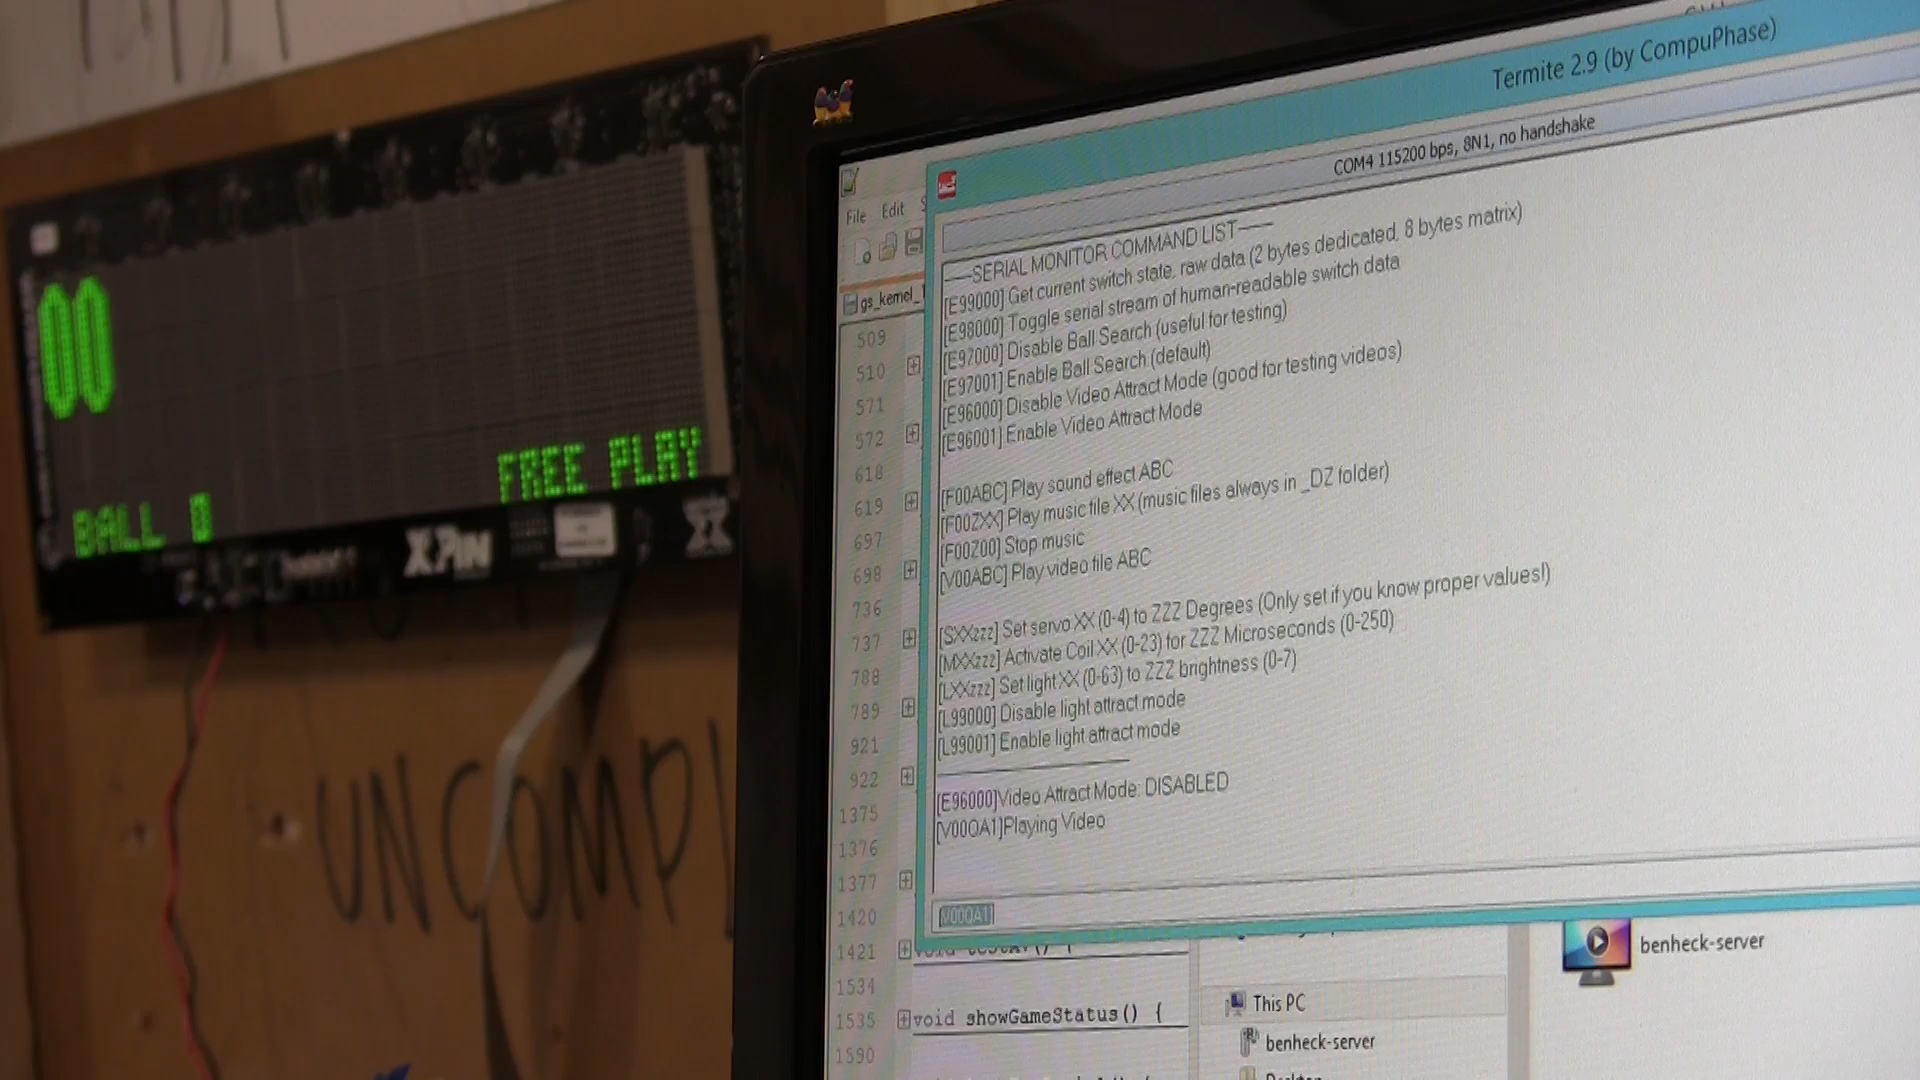 00
FREE PLAY
BALL 0
XPIN
UNCOMPL
Termite 2.9 (by CompuPhase)
COM4 115200 bps, 8N1, no handshake
File Edit
gs_kernel_
-----SERIAL MONITOR COMMAND LIST-----
[E99000] Get current switch state, raw data (2 bytes dedicated, 8 bytes matrix)
[E98000] Toggle serial stream of human-readable switch data
[E97000] Disable Ball Search (useful for testing)
[E97001] Enable Ball Search (default)
[E96000] Disable Video Attract Mode (good for testing videos)
[E96001] Enable Video Attract Mode
[F00ABC] Play sound effect ABC
[F00ZXX] Play music file XX (music files always in _DZ folder)
[F00Z00] Stop music
[V00ABC] Play video file ABC
[SXXzzz] Set servo XX (0-4) to ZZZ Degrees (Only set if you know proper values!)
[MXXzzz] Activate Coil XX (0-23) for ZZZ Microseconds (0-250)
[LXXzzz] Set light XX (0-63) to ZZZ brightness (0-7)
[L99000] Disable light attract mode
[L99001] Enable light attract mode
[E96000]Video Attract Mode: DISABLED
[V00QA1]Playing Video
[V00QA1]
509
510
571
572
618
619
697
698
736
737
788
789
921
922
1375
1376
1377
1420
1421
1534
1535 void showGameStatus() {
1590
This PC
benheck-server
benheck-server